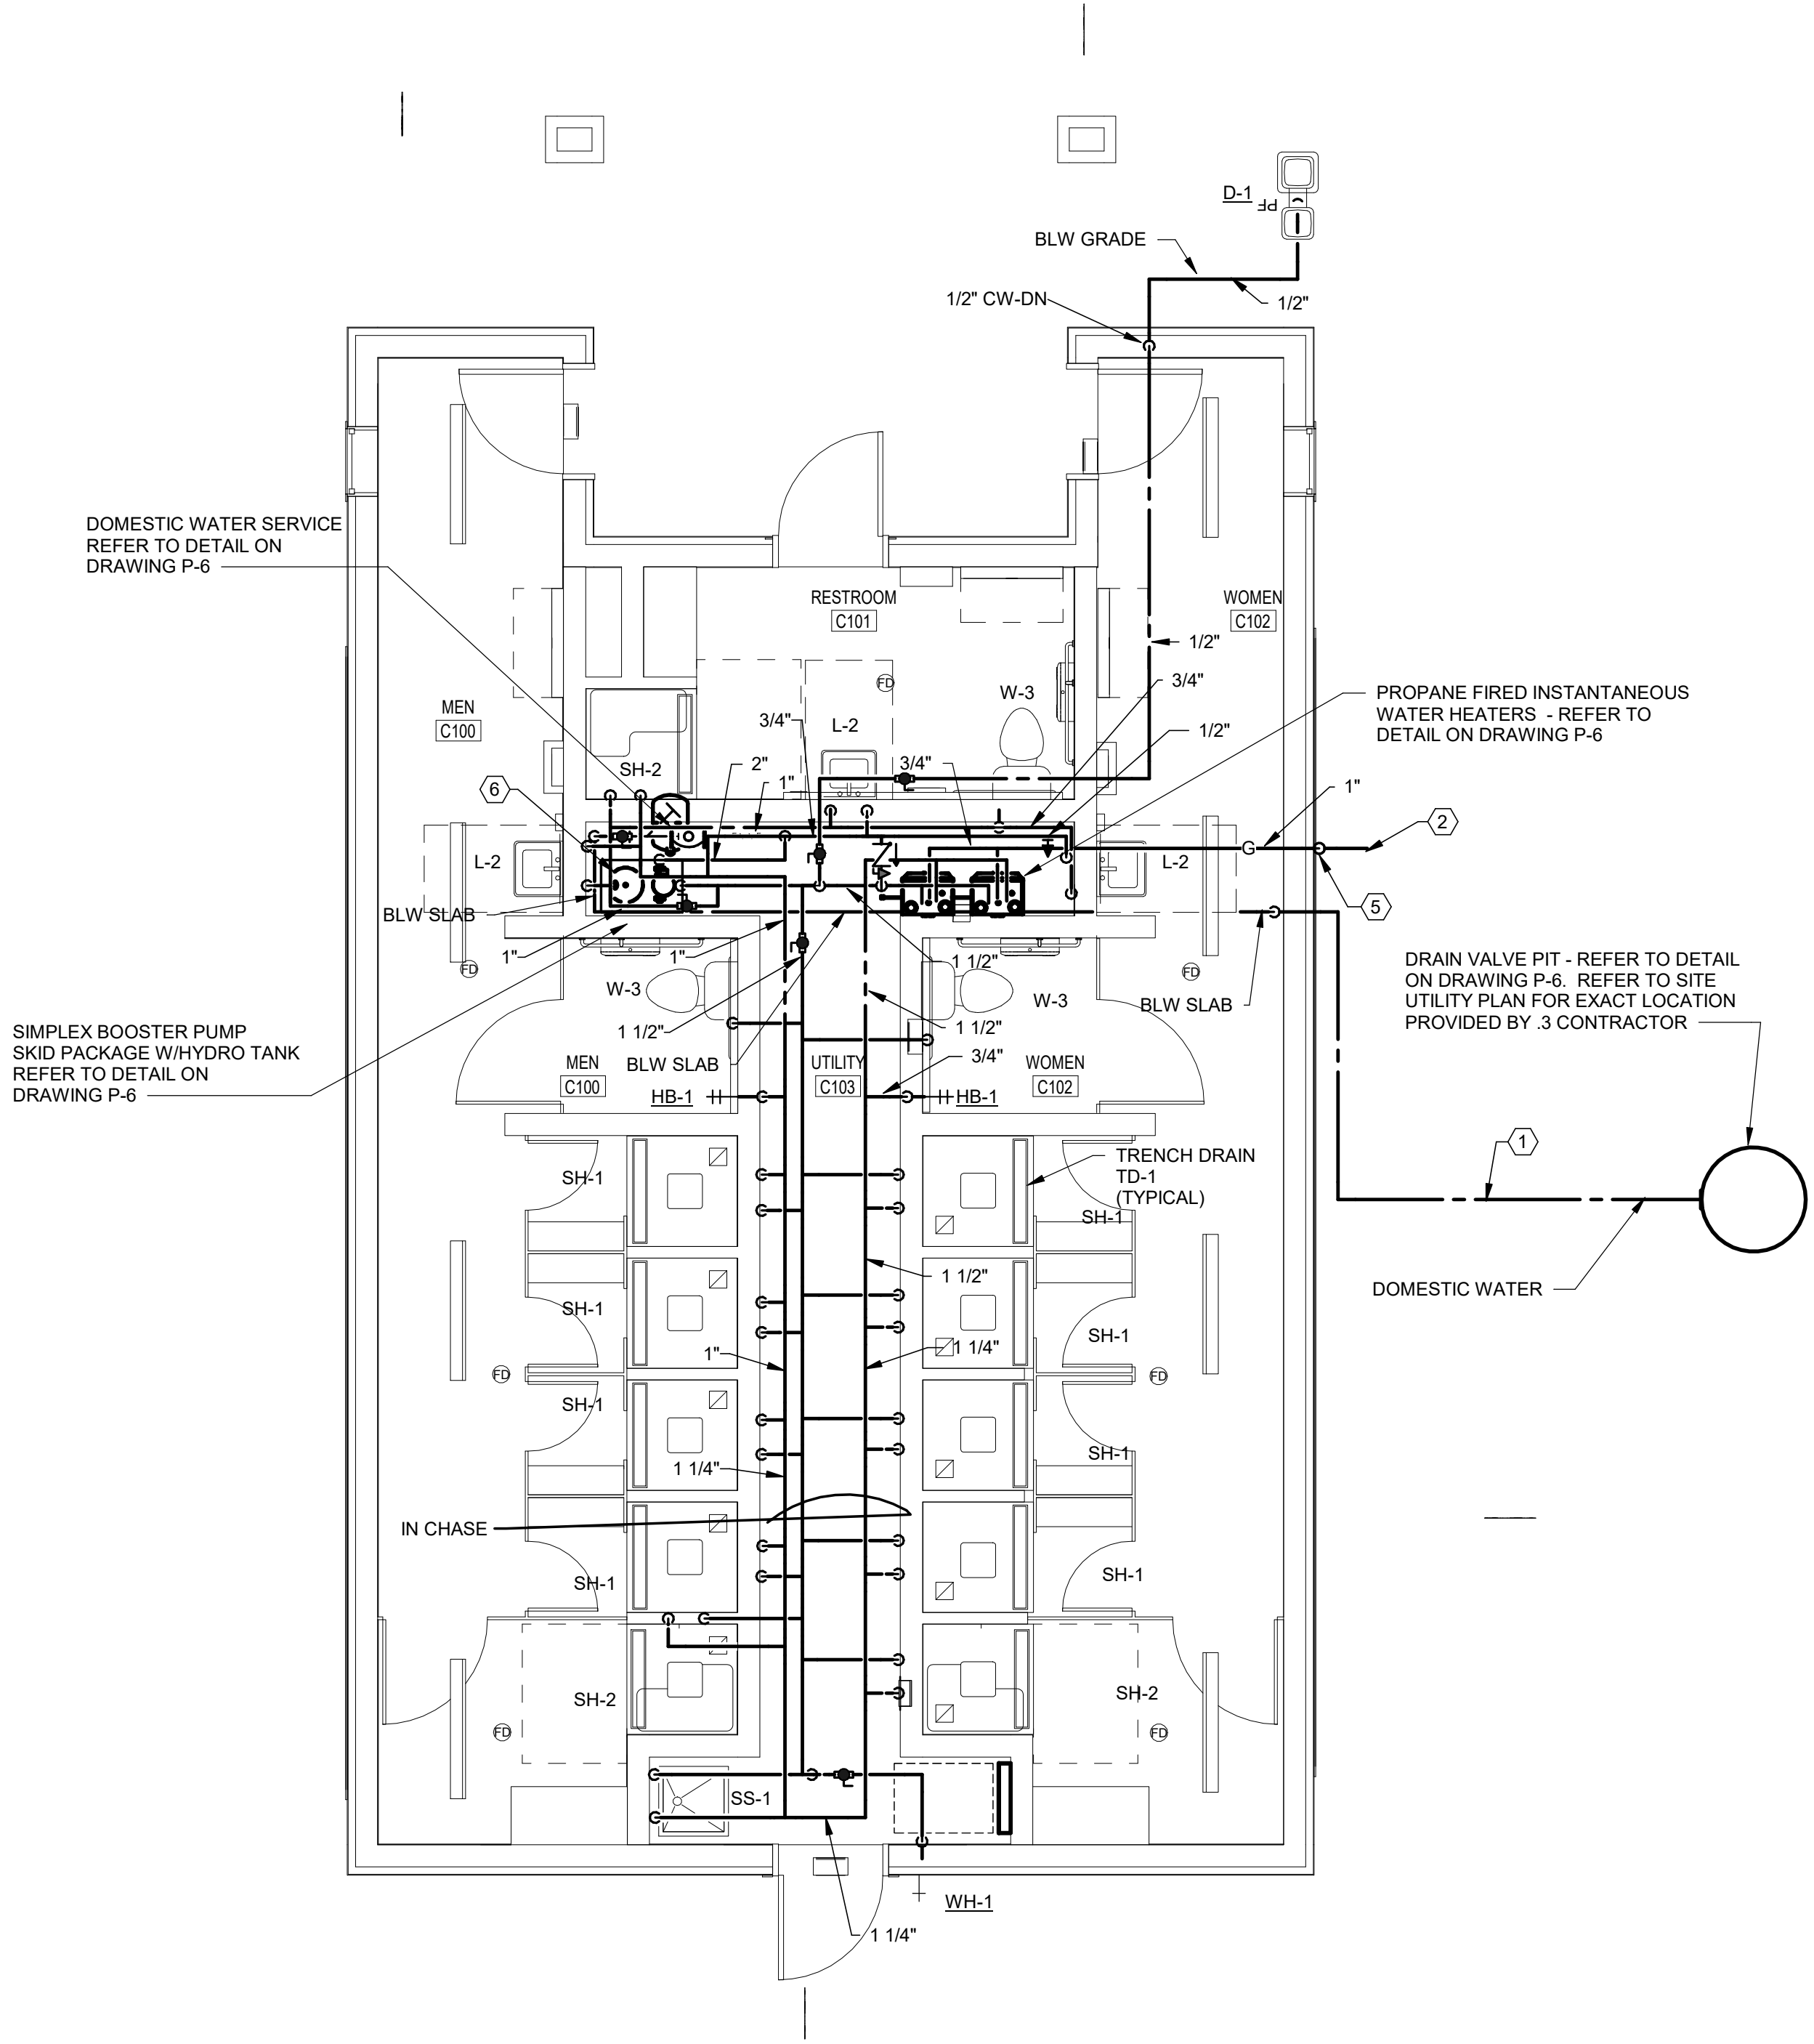 D-1
PF
BLW GRADE
1/2" CW-DN
1/2"
DOMESTIC WATER SERVICE
REFER TO DETAIL ON
DRAWING P-6
RESTROOM
C101
WOMEN
C102
1/2"
3/4"
FD
W-3
PROPANE FIRED INSTANTANEOUS
WATER HEATERS - REFER TO
DETAIL ON DRAWING P-6
MEN
C100
3/4"
L-2
1/2"
SH-2
2"
1"
3/4"
6
1"
2
L-2
G
L-2
5
BLW SLAB
1"
1"
1 1/2"
FD
FD
DRAIN VALVE PIT - REFER TO DETAIL
ON DRAWING P-6. REFER TO SITE
UTILITY PLAN FOR EXACT LOCATION
PROVIDED BY .3 CONTRACTOR
W-3
W-3
BLW SLAB
SIMPLEX BOOSTER PUMP
SKID PACKAGE W/HYDRO TANK
REFER TO DETAIL ON
DRAWING P-6
1 1/2"
1 1/2"
BLW SLAB
3/4"
MEN
C100
UTILITY
C103
WOMEN
C102
HB-1
HB-1
1
TRENCH DRAIN
TD-1
(TYPICAL)
SH-1
SH-1
1 1/2"
DOMESTIC WATER
SH-1
SH-1
1"
1 1/4"
FD
FD
SH-1
SH-1
1 1/4"
IN CHASE
SH-1
SH-1
SH-2
SH-2
FD
FD
SS-1
WH-1
1 1/4"